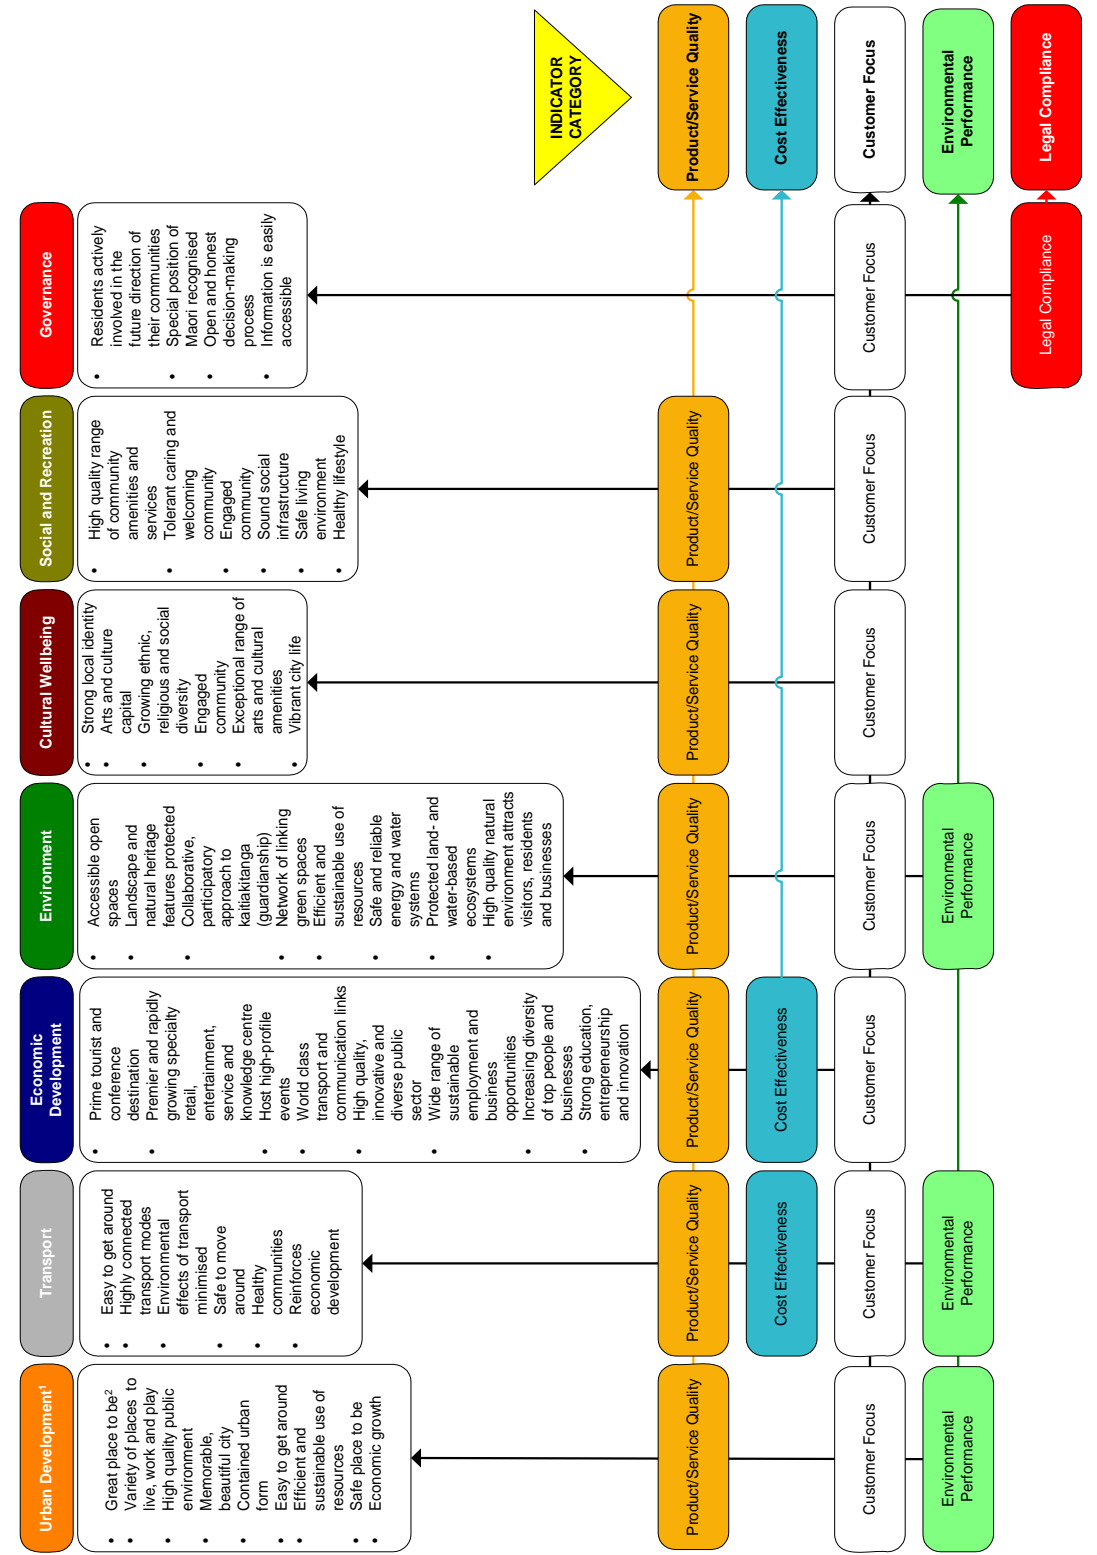 Urban Development¹
Great place to be²
Variety of places to
live, work and play
High quality public
environment
Memorable,
beautiful city
Contained urban
form
Easy to get around
Efficient and
sustainable use of
resources
Safe place to be
Economic growth
Transport
Easy to get around
Highly connected
transport modes
Environmental
effects of transport
minimised
Safe to move
around
Healthy
communities
Reinforces
economic
development
Economic
Development
Prime tourist and
conference
destination
Premier and rapidly
growing specialty
retail,
entertainment,
service and
knowledge centre
Host high-profile
events
World class
transport and
communication links
High quality,
innovative and
diverse public
sector
Wide range of
sustainable
employment and
business
opportunities
Increasing diversity
of top people and
businesses
Strong education,
entrepreneurship
and innovation
Environment
Accessible open
spaces
Landscape and
natural heritage
features protected
Collaborative,
participatory
approach to
kaitiakitanga
(guardianship)
Network of linking
green spaces
Efficient and
sustainable use of
resources
Safe and reliable
energy and water
systems
Protected land- and
water-based
ecosystems
High quality natural
environment attracts
visitors, residents
and businesses
Cultural Wellbeing
Strong local identity
Arts and culture
capital
Growing ethnic,
religious and social
diversity
Engaged
community
Exceptional range of
arts and cultural
amenities
Vibrant city life
Social and Recreation
High quality range
of community
amenities and
services
Tolerant caring and
welcoming
community
Engaged
community
Sound social
infrastructure
Safe living
environment
Healthy lifestyle
Governance
Residents actively
involved in the
future direction of
their communities
Special position of
Maori recognised
Open and honest
decision-making
process
Information is easily
accessible
INDICATOR
CATEGORY
Product/Service Quality
Product/Service Quality
Product/Service Quality
Product/Service Quality
Product/Service Quality
Product/Service Quality
Product/Service Quality
Cost Effectiveness
Cost Effectiveness
Cost Effectiveness
Customer Focus
Customer Focus
Customer Focus
Customer Focus
Customer Focus
Customer Focus
Customer Focus
Customer Focus
Environmental
Performance
Environmental
Performance
Environmental
Performance
Environmental
Performance
Legal Compliance
Legal Compliance